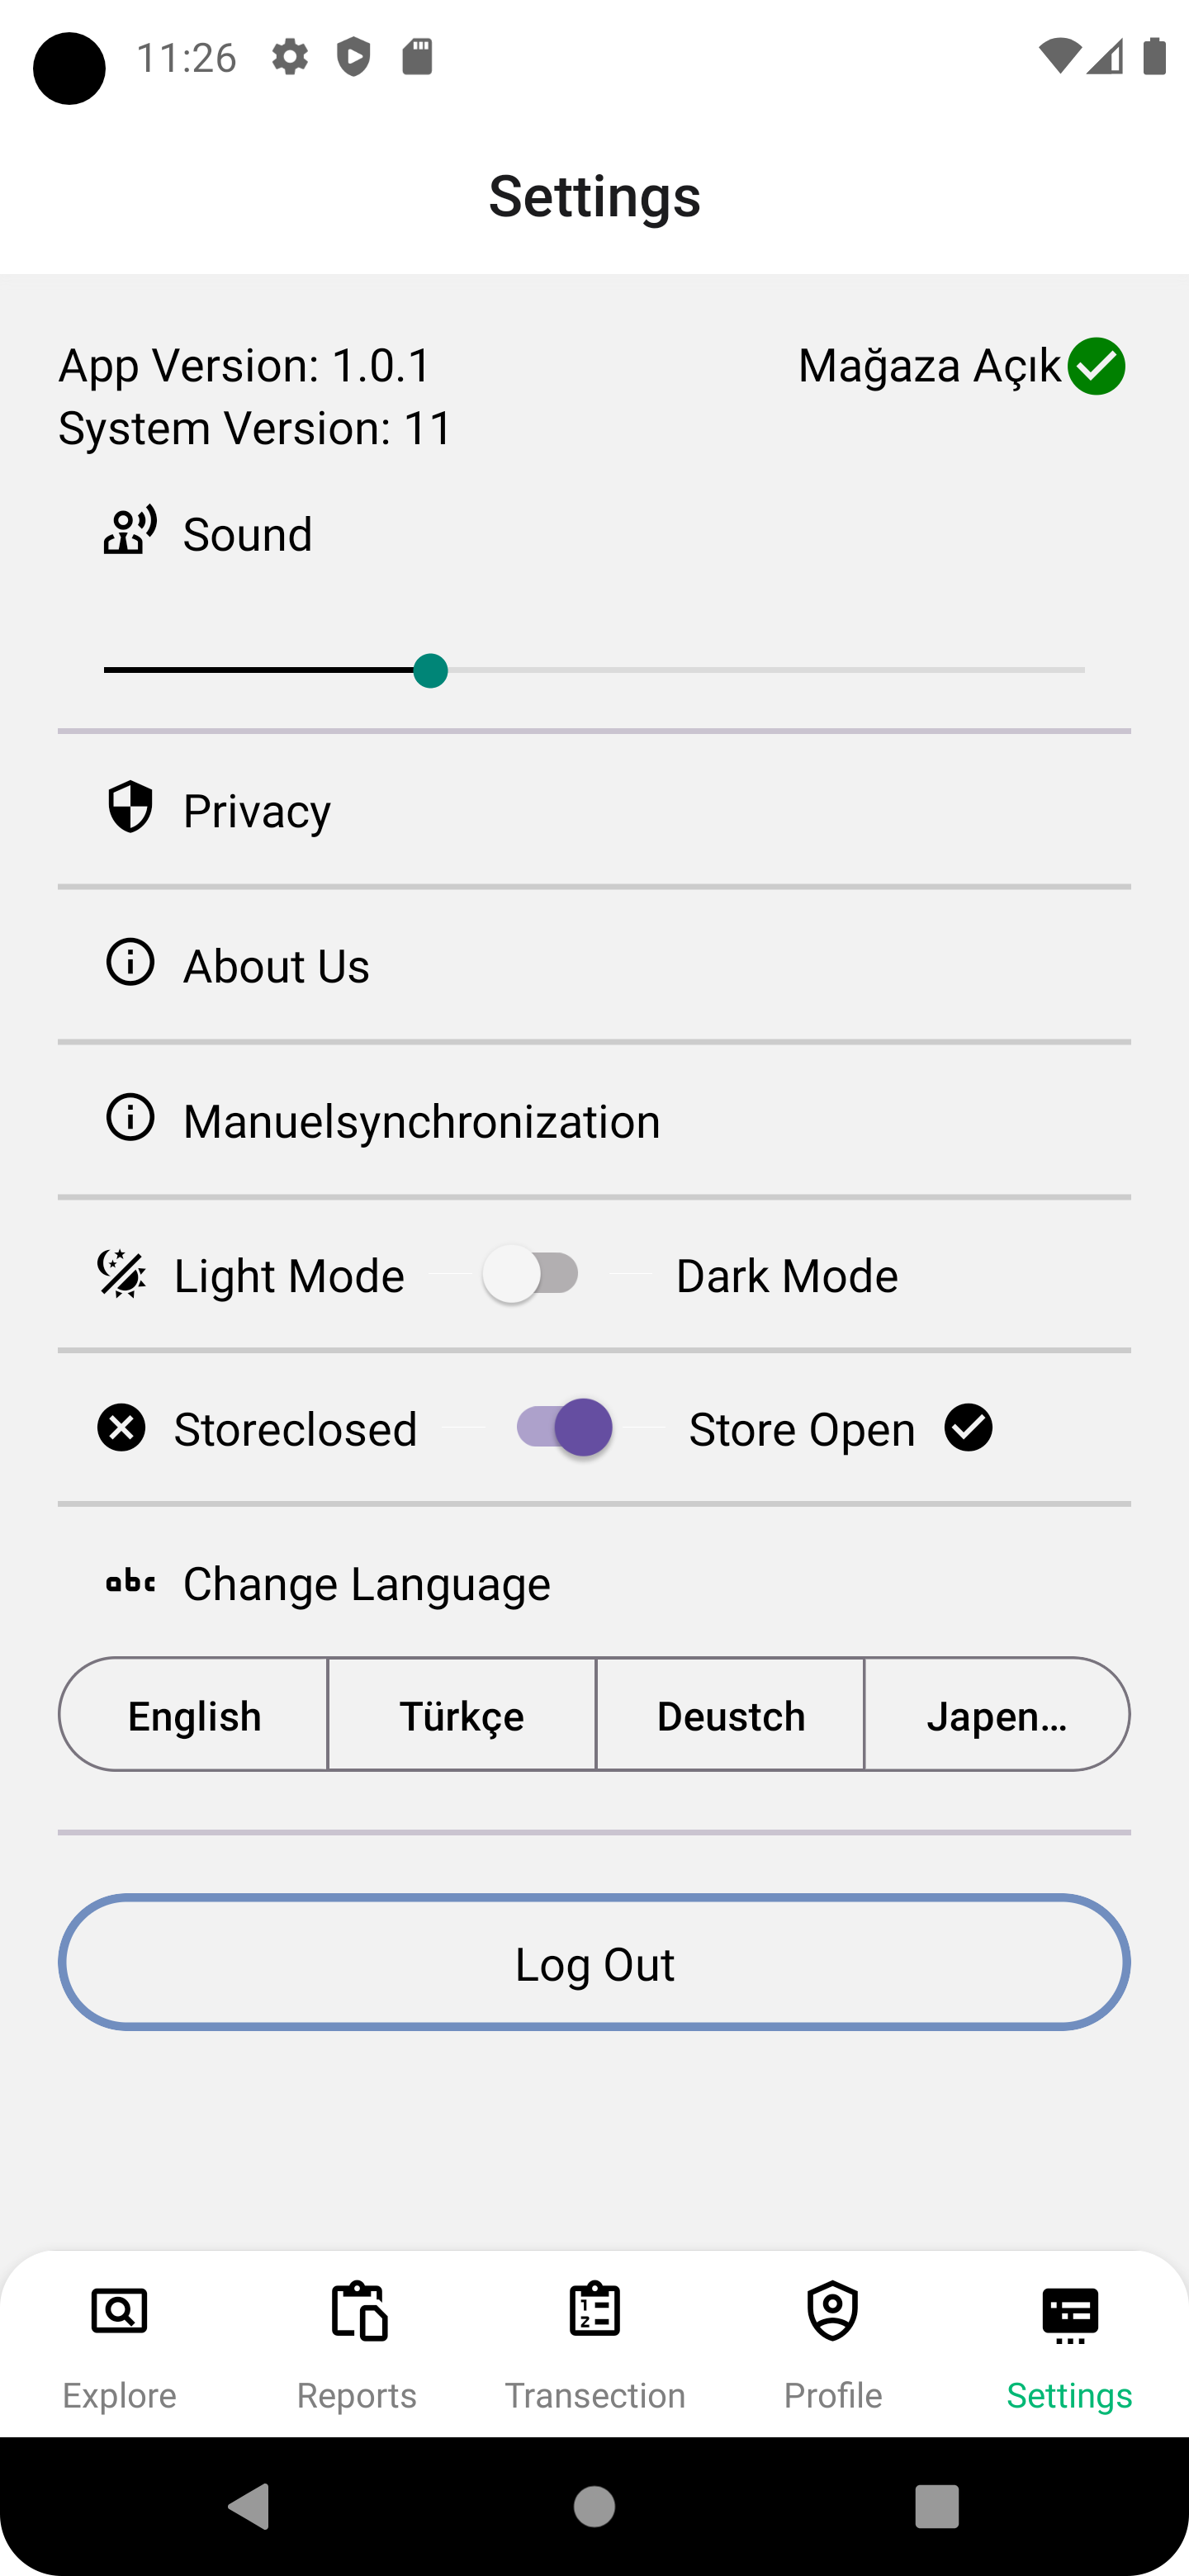 11:26
Settings
App Version: 1.0.1
Mağaza Açık
System Version: 11
Sound
Privacy
About Us
Manuelsynchronization
Light Mode
Dark Mode
Storeclosed
Store Open
abc
Change Language
English
Türkçe
Deustch
Japen...
Log Out
Explore
Reports
Transection
Profile
Settings